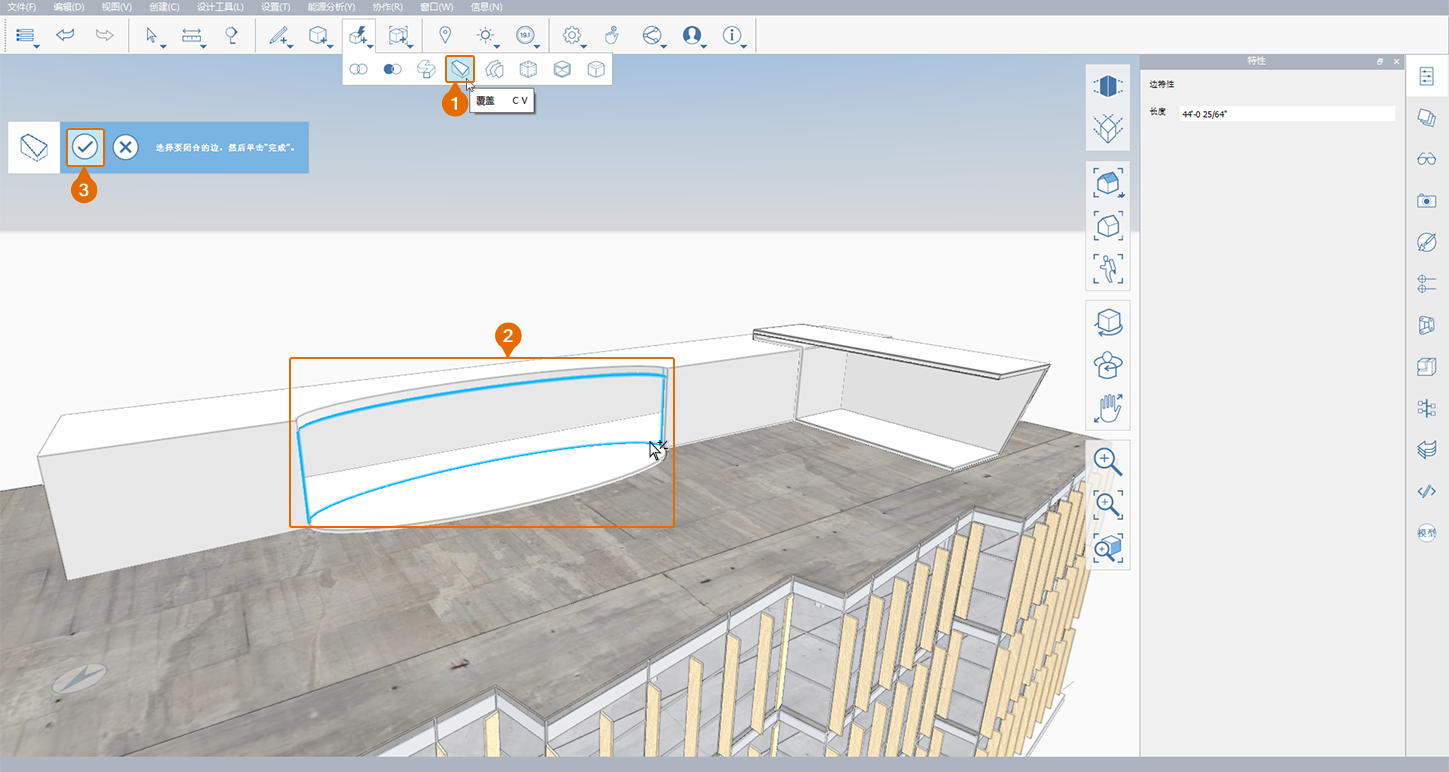 文件(F) 编辑(D) 视图(V) 创建(C) 设计工具(L) 设置(T) 能源分析(Y) 协作(R) 窗口(W) 信息(N)
19.1
特性
覆盖 C V
1
边特性
长度 44'-0 25/64"
选择要闭合的边，然后单击"完成"。
3
2
模型